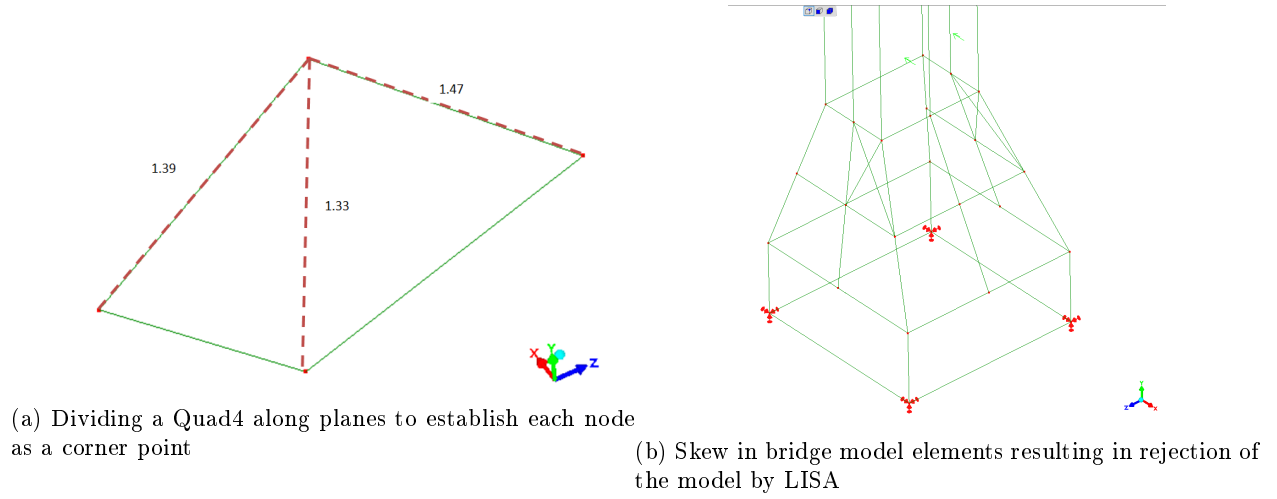 1.47
1.39
1.33
X
Y
Z
(a) Dividing a Quad4 along planes to establish each node
as a corner point
Y
Z
X
(b) Skew in bridge model elements resulting in rejection of
the model by LISA